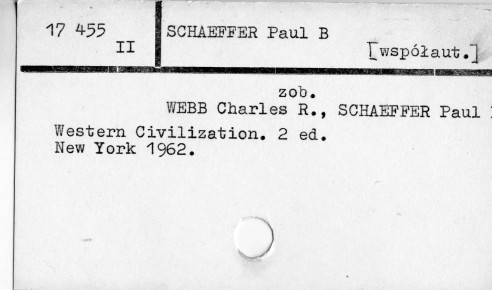 17 455
II
SCHAEFFER Paul B
[współaut.]
zob.
WEBB Charles R., SCHAEFFER Paul
Western Civilization. 2 ed.
New York 1962.